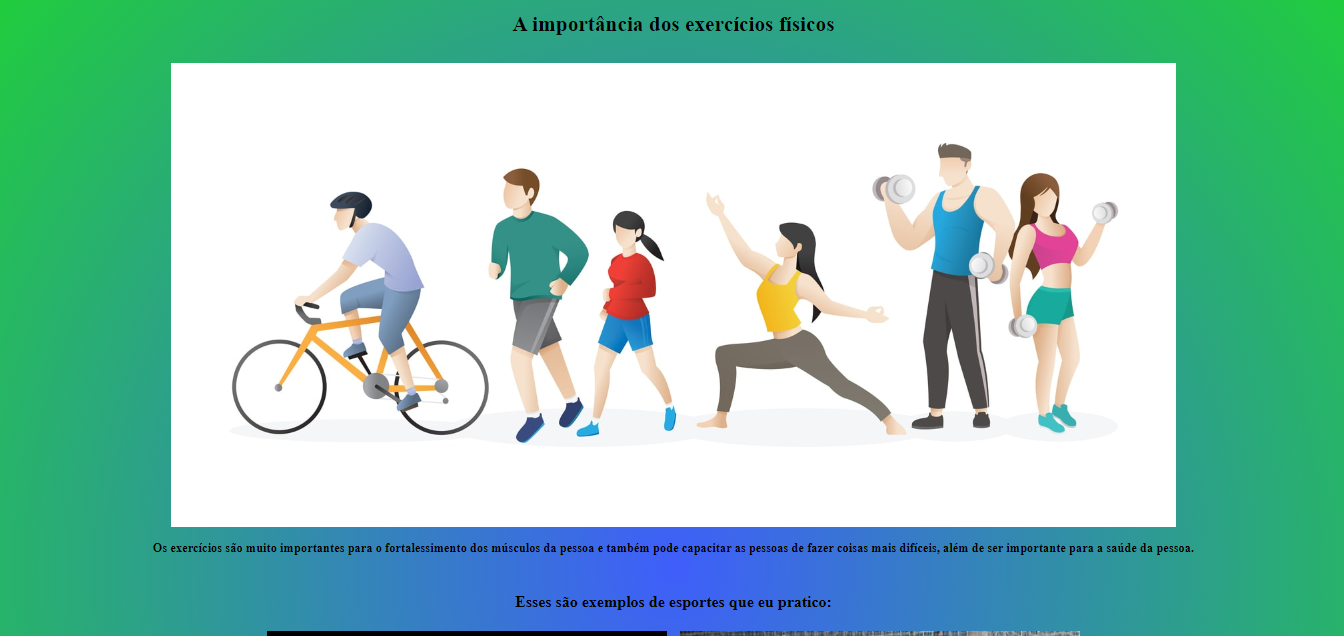 A importância dos exercícios físicos
Os exercícios são muito importantes para o fortalessimento dos músculos da pessoa e também pode capacitar as pessoas de fazer coisas mais difíceis, além de ser importante para a saúde da pessoa.
Esses são exemplos de esportes que eu pratico: